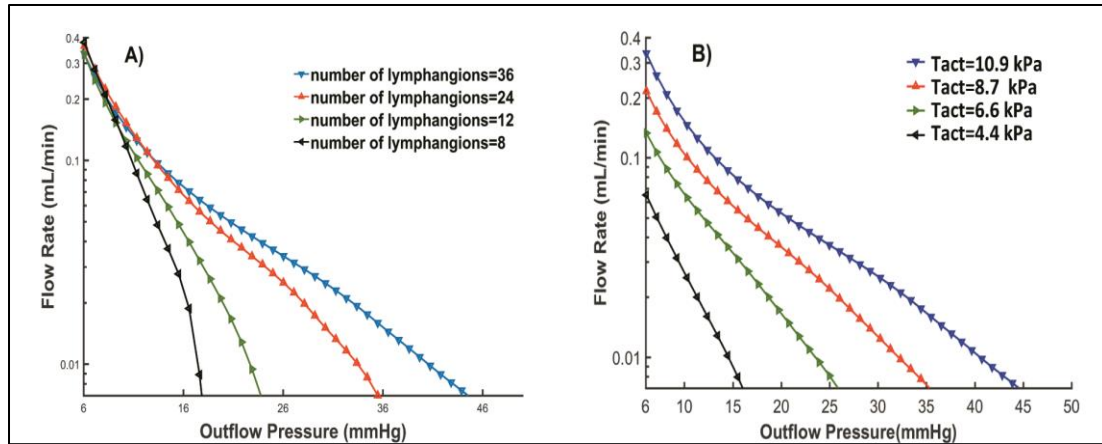 A)
number of lymphangions=36
number of lymphangions=24
number of lymphangions=12
number of lymphangions=8
Flow Rate (mL/min)
0.4
0.3
0.2
0.1
0.01
6 16 26 36 46
Outflow Pressure (mmHg)
B)
Tact=10.9 kPa
Tact=8.7 kPa
Tact=6.6 kPa
Tact=4.4 kPa
Flow Rate (mL/min)
0.4
0.3
0.2
0.1
0.01
6 10 15 20 25 30 35 40 45 50
Outflow Pressure(mmHg)